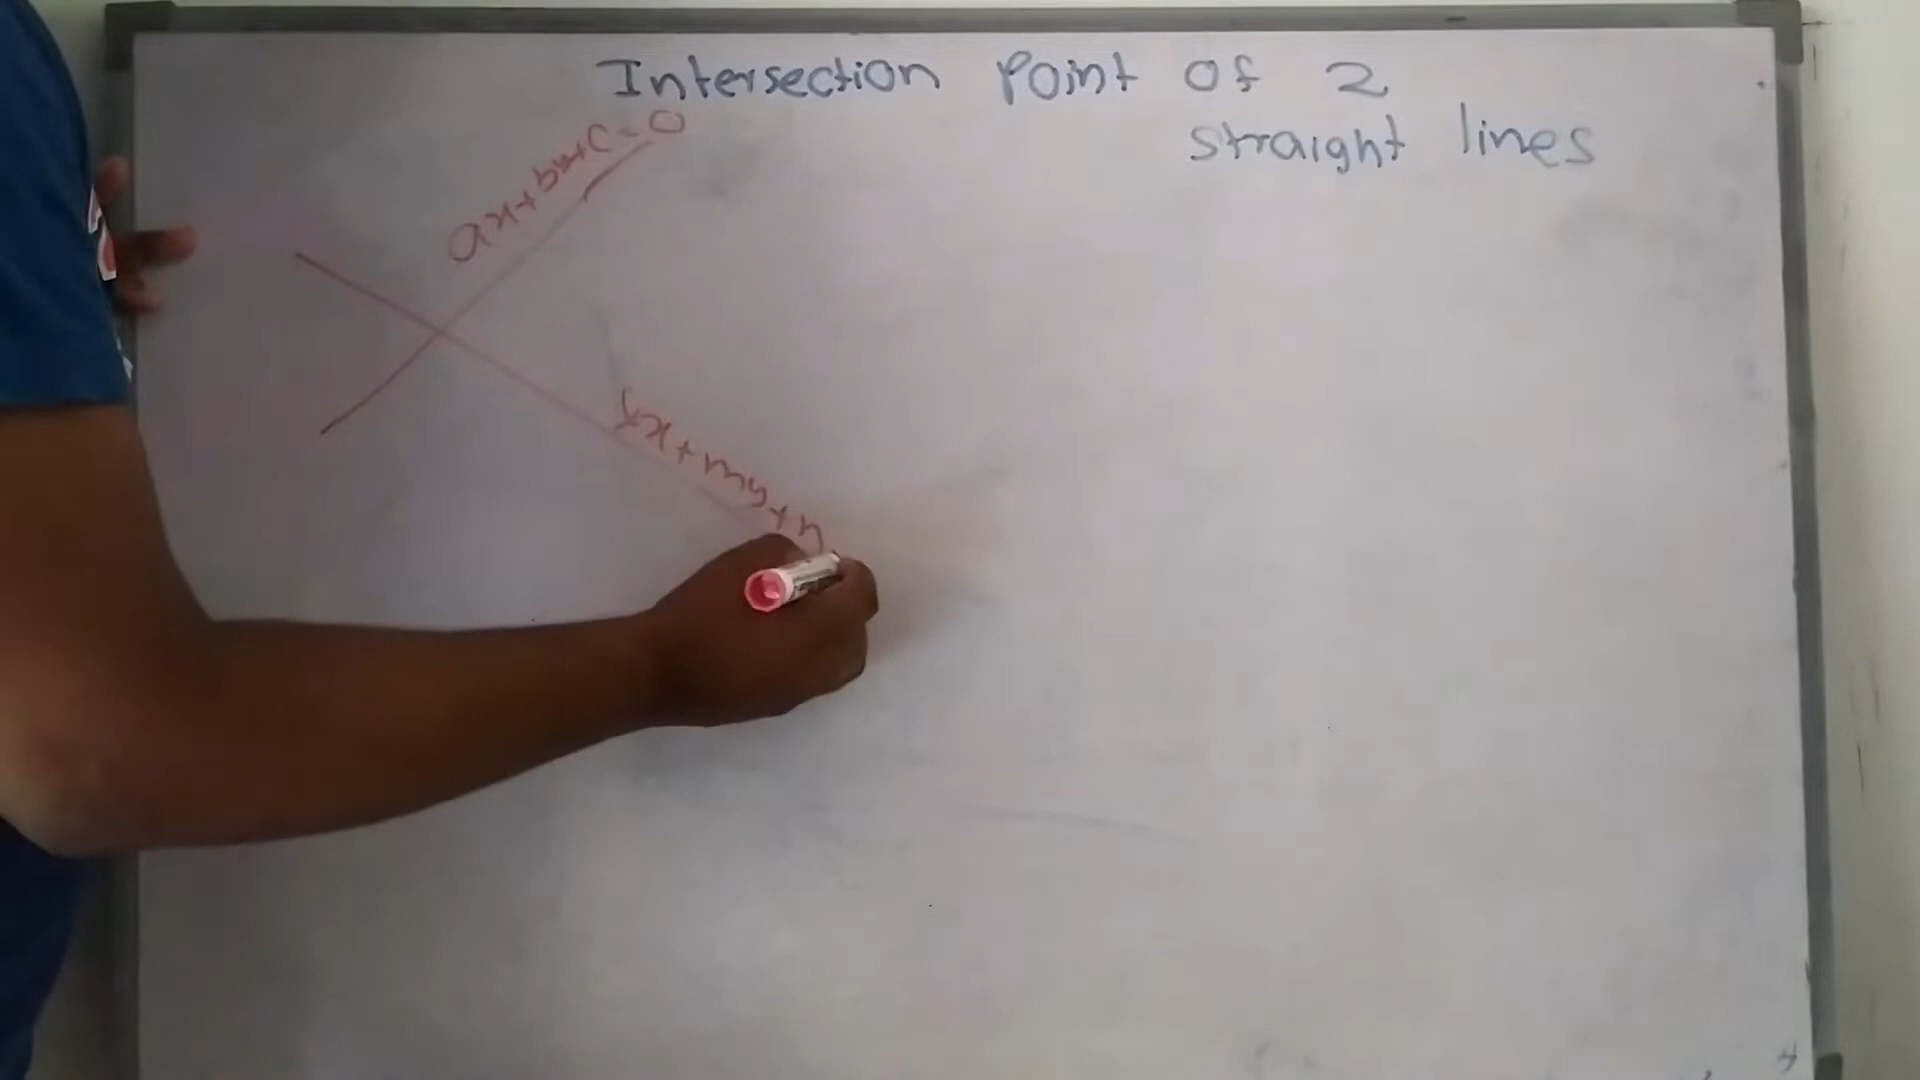 Intersection Point Of 2
straight lines
ax+by+c=0
lx+my+n